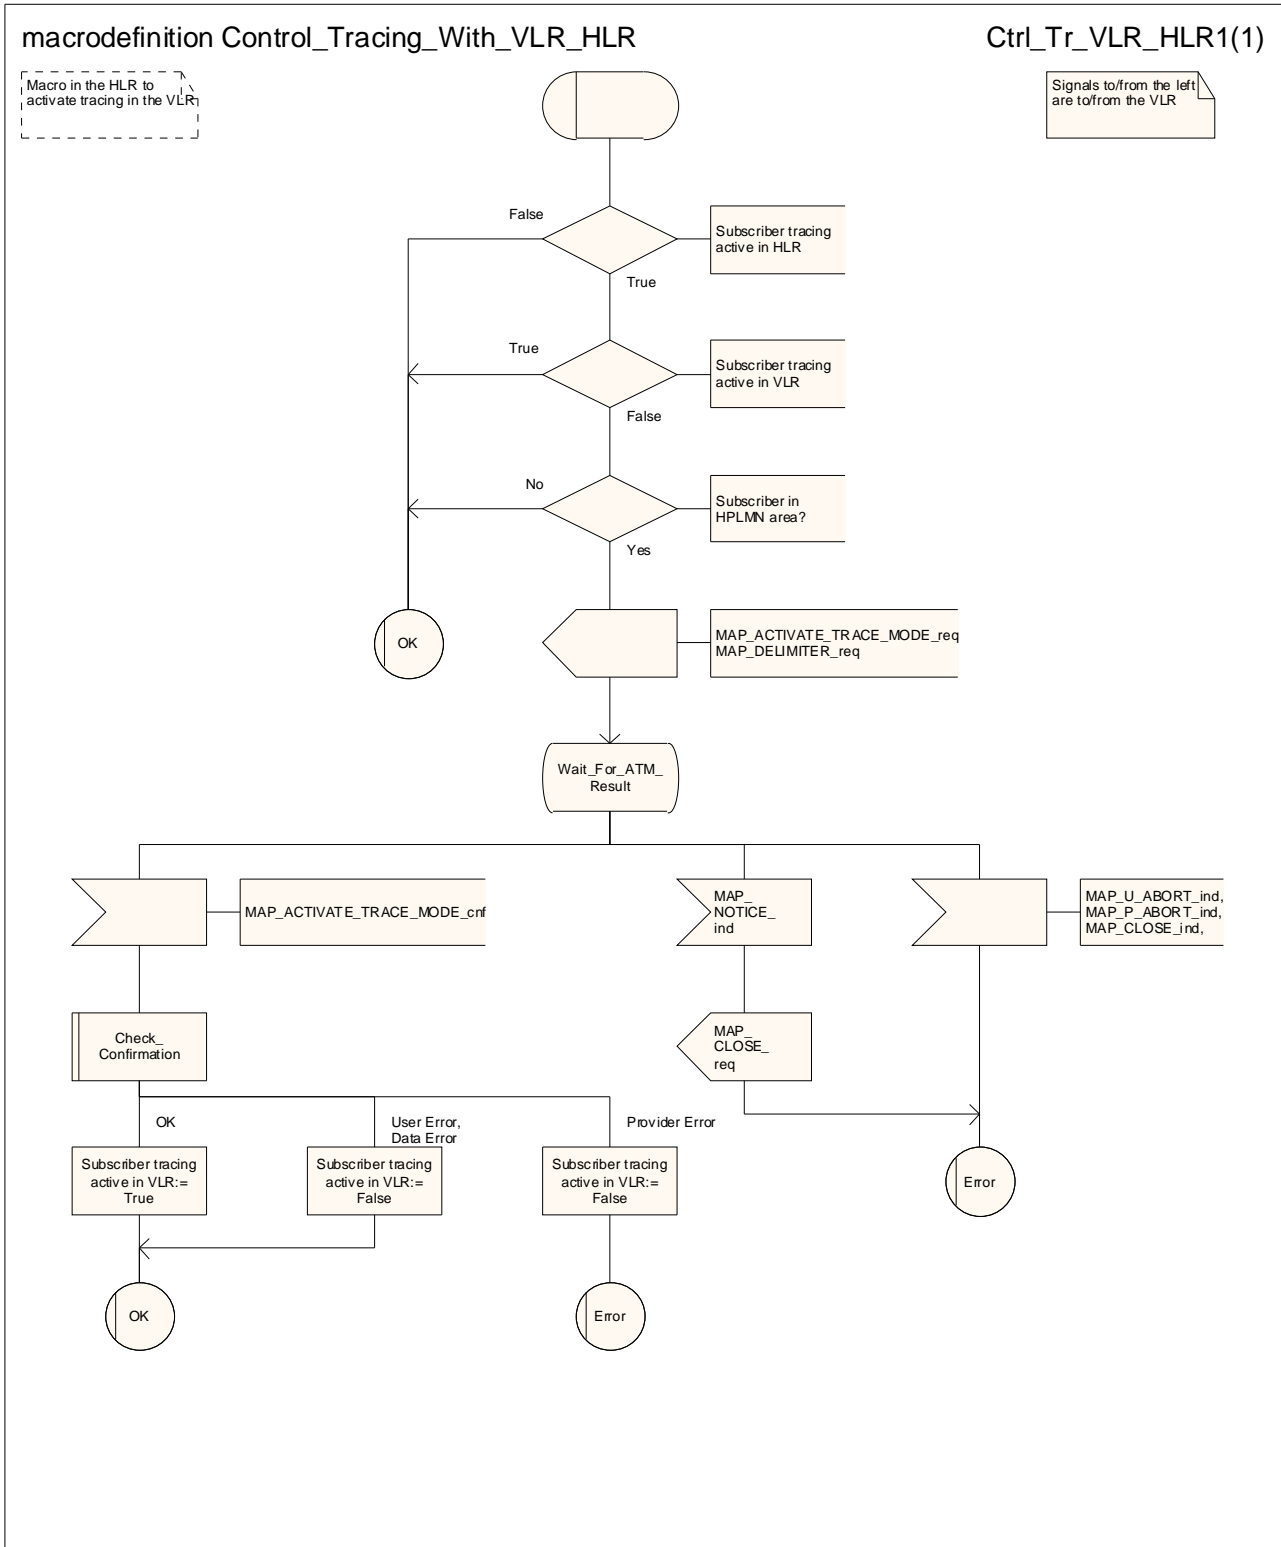 macrodefinition Control_Tracing_With_VLR_HLR
Ctrl_Tr_VLR_HLR1(1)
Macro in the HLR to
activate tracing in the VLR
Signals to/from the left
are to/from the VLR
False
Subscriber tracing
active in HLR
True
True
Subscriber tracing
active in VLR
False
No
Subscriber in
HPLMN area?
Yes
OK
MAP_ACTIVATE_TRACE_MODE_req
MAP_DELIMITER_req
Wait_For_ATM_
Result
MAP_ACTIVATE_TRACE_MODE_cnf
MAP_
NOTICE_
ind
MAP_U_ABORT_ind,
MAP_P_ABORT_ind,
MAP_CLOSE_ind,
Check_
Confirmation
MAP_
CLOSE_
req
OK
User Error,
Data Error
Provider Error
Subscriber tracing
active in VLR:=
True
Subscriber tracing
active in VLR:=
False
Subscriber tracing
active in VLR:=
False
Error
OK
Error